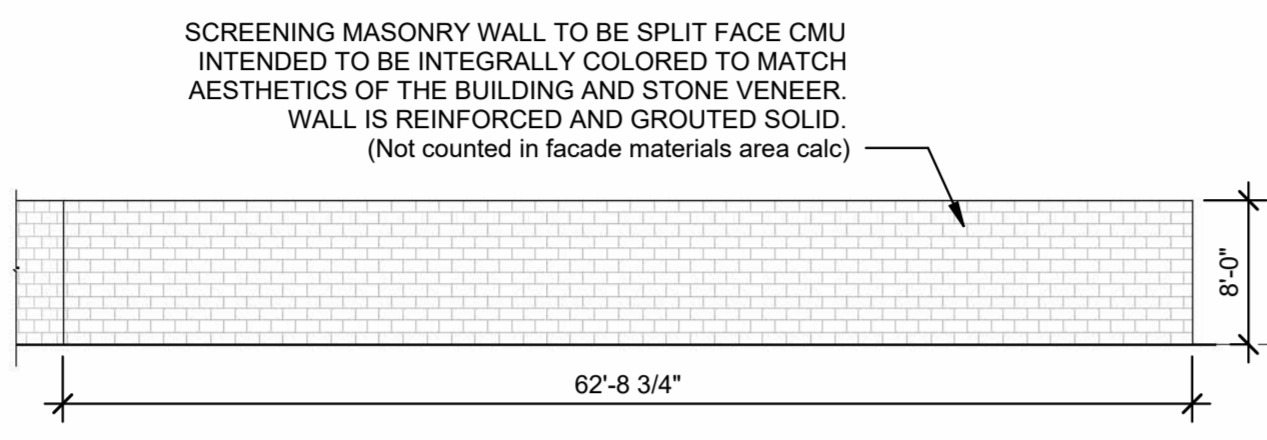 SCREENING MASONRY WALL TO BE SPLIT FACE CMU
INTENDED TO BE INTEGRALLY COLORED TO MATCH
AESTHETICS OF THE BUILDING AND STONE VENEER.
WALL IS REINFORCED AND GROUTED SOLID.
(Not counted in facade materials area calc)
8'-0"
62'-8 3/4"